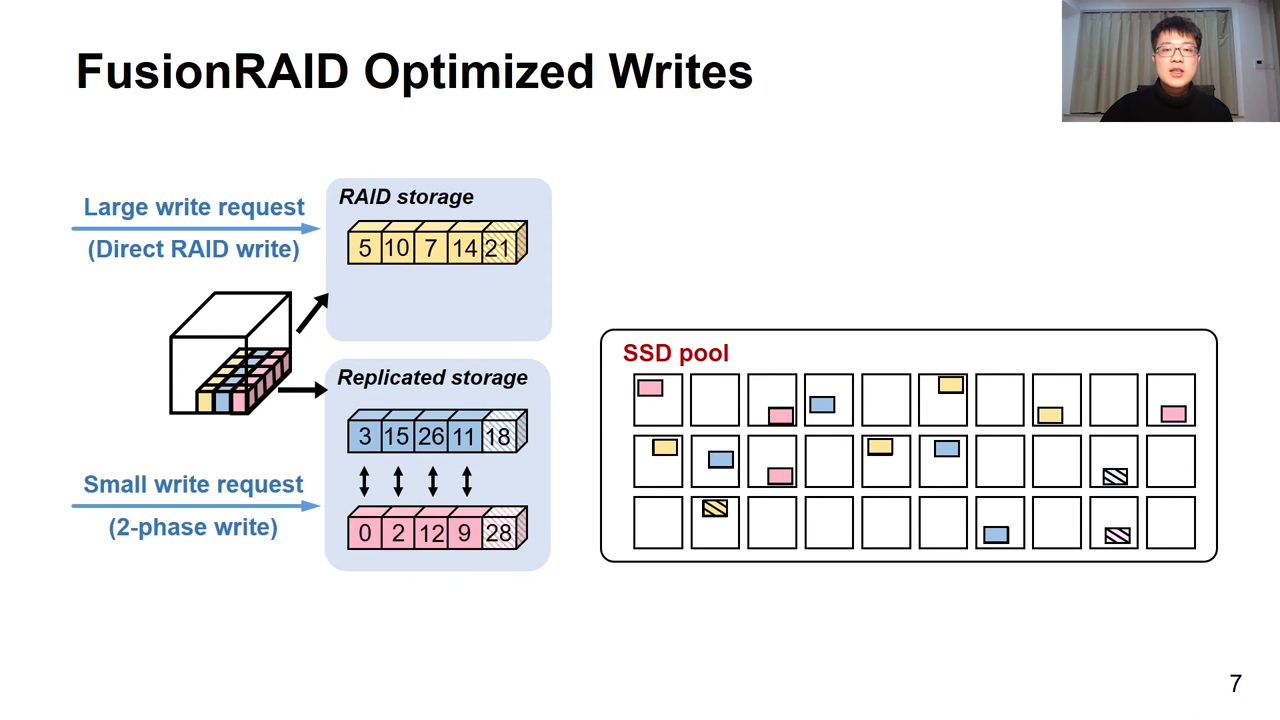 FusionRAID Optimized Writes
Large write request
(Direct RAID write)
RAID storage
5 10 7 14 21
Replicated storage
3 15 26 11 18
Small write request
(2-phase write)
0 2 12 9 28
SSD pool
7